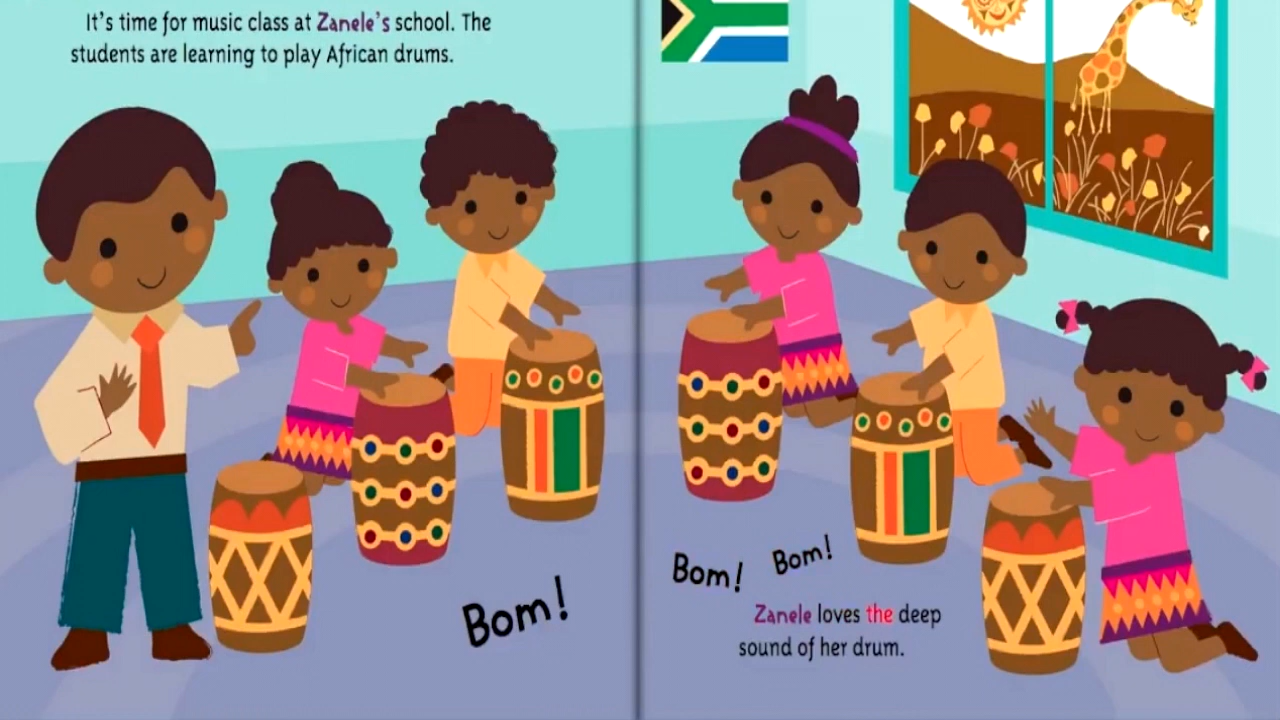 It's time for music class at Zanele's school. The
students are learning to play African drums.
Bom!
Bom! Bom!
Zanele loves the deep
sound of her drum.